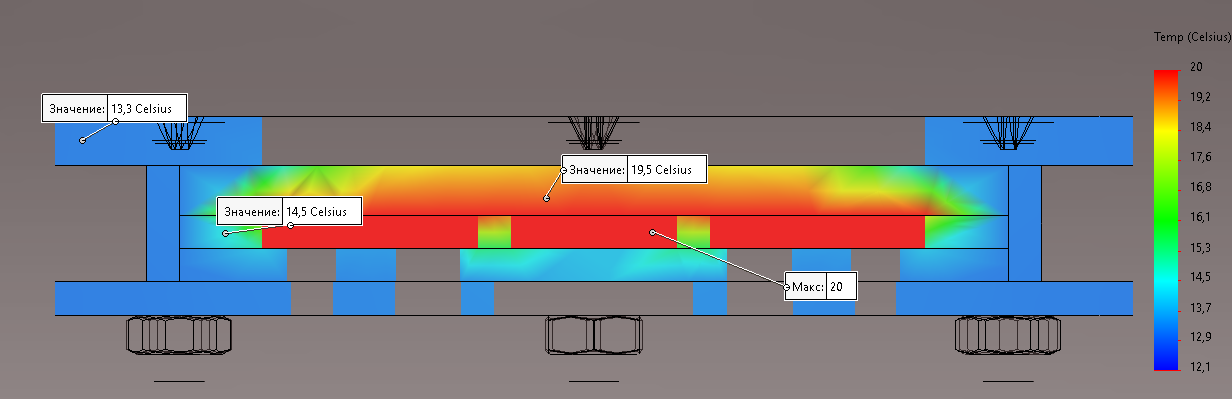 Temp (Celsius)
20
19,2
18,4
17,6
16,8
16,1
15,3
14,5
13,7
12,9
12,1
Значение: 13,3 Celsius
Значение: 19,5 Celsius
Значение: 14,5 Celsius
Макс: 20